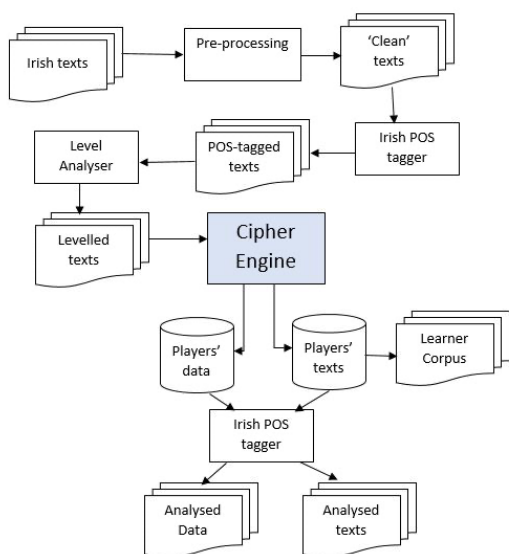 Irish texts
Pre-processing
‘Clean’
texts
Level
Analyser
POS-tagged
texts
Irish POS
tagger
Levelled
texts
Cipher
Engine
Players’
data
Players’
texts
Learner
Corpus
Irish POS
tagger
Analysed
Data
Analysed
texts